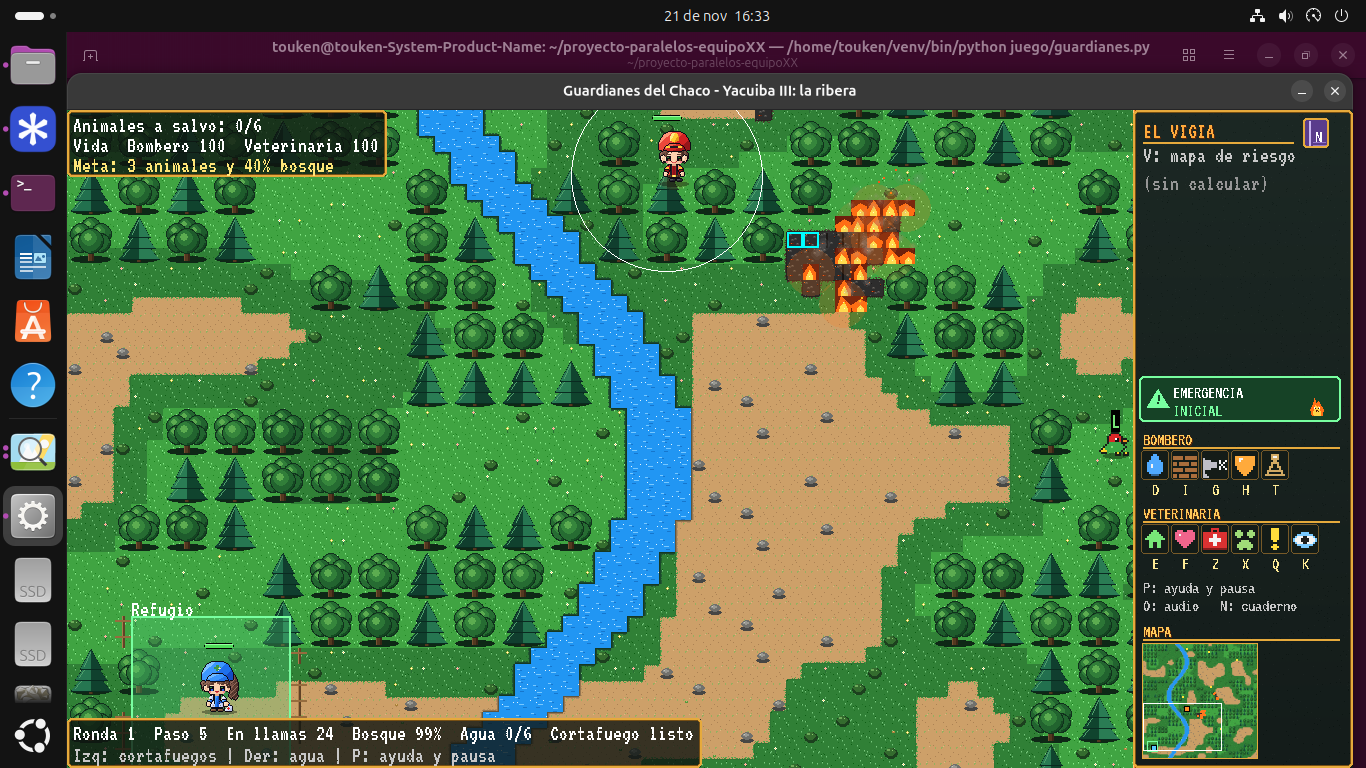 21 de nov 16:33
touken@touken-System-Product-Name: ~/proyecto-paralelos-equipoXX — /home/touken/venv/bin/python juego/guardianes.py
~/proyecto-paralelos-equipoXX
Guardianes del Chaco - Yacuiba III: la ribera
Animales a salvo: 0/6
Vida Bombero 100 Veterinaria 100
Meta: 3 animales y 40% bosque
EL VIGIA
N
V: mapa de riesgo
(sin calcular)
L
EMERGENCIA
INICIAL
BOMBERO
D I G H T
VETERINARIA
E F Z X Q K
P: ayuda y pausa
O: audio N: cuaderno
MAPA
Refugio
Ronda 1 Paso 5 En llamas 24 Bosque 99% Agua 0/6 Cortafuego listo
Izq: cortafuegos | Der: agua | P: ayuda y pausa
SSD
SSD